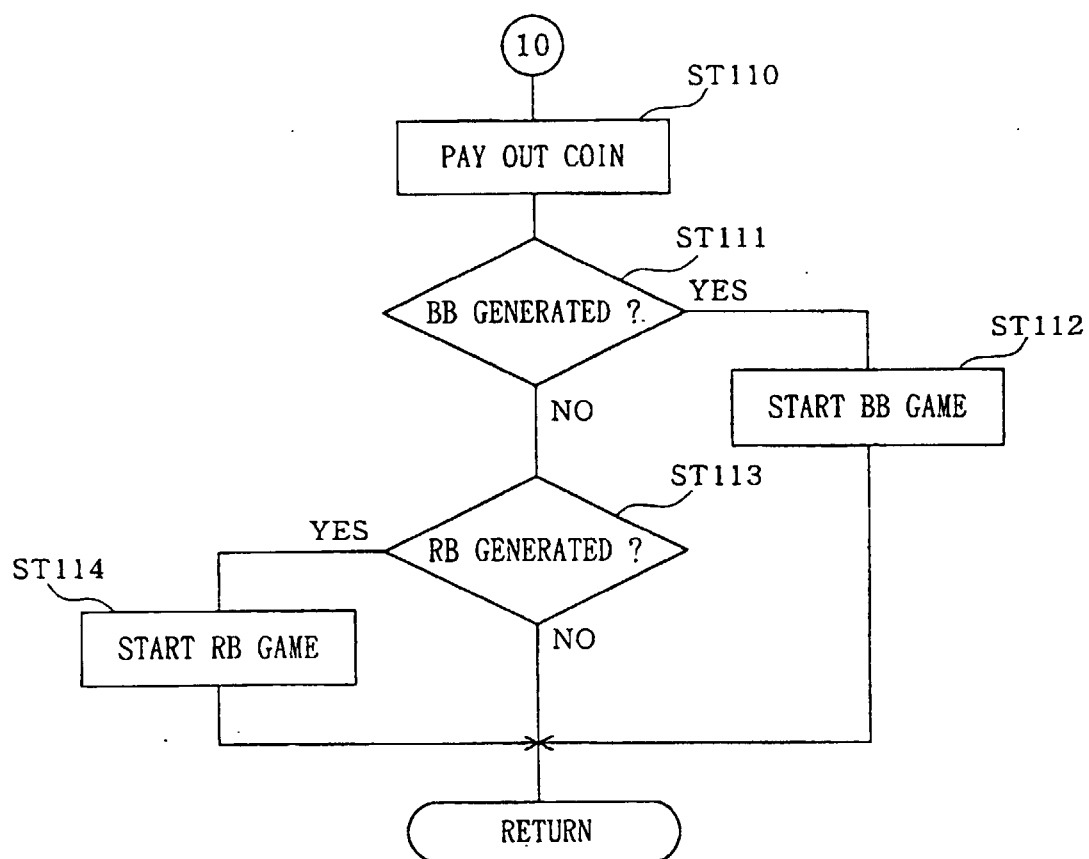 10
ST110
PAY OUT COIN
ST111
BB GENERATED ?
YES
ST112
START BB GAME
NO
ST113
YES
RB GENERATED ?
ST114
START RB GAME
NO
RETURN